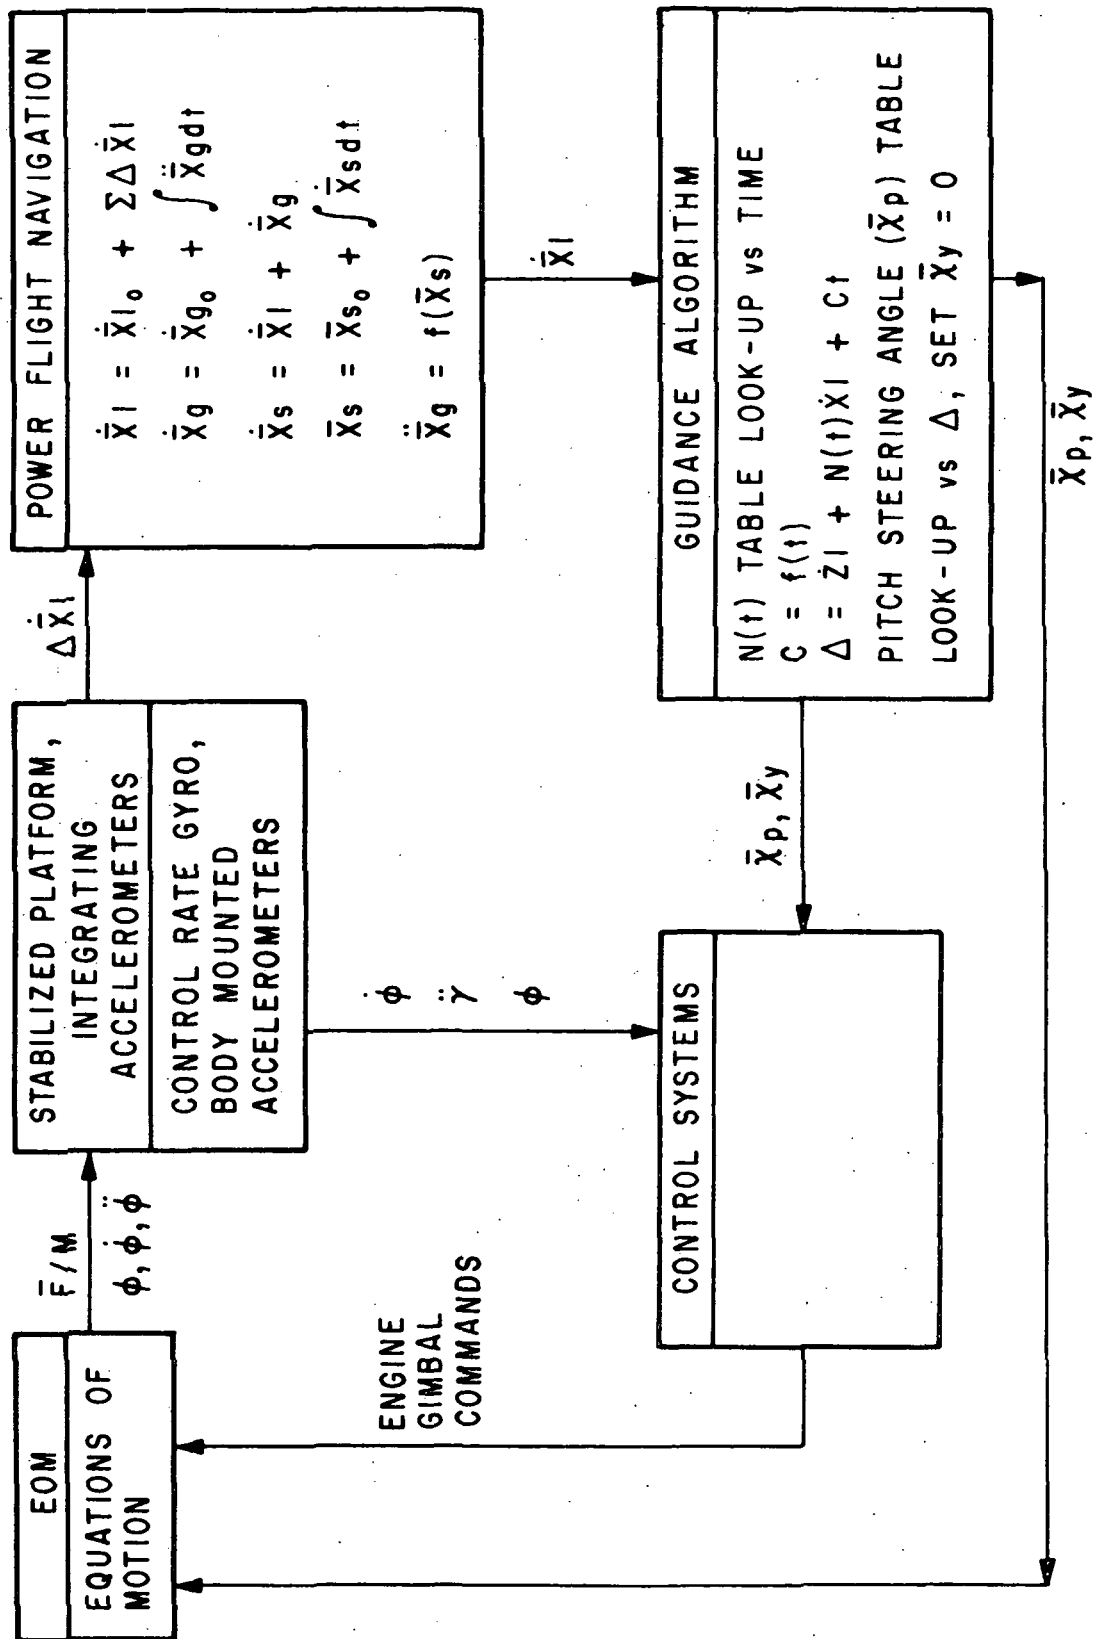 EOM
EQUATIONS OF
MOTION
F̄/M
ϕ, ϕ̇, ϕ̈
STABILIZED PLATFORM,
INTEGRATING
ACCELEROMETERS
CONTROL RATE GYRO,
BODY MOUNTED
ACCELEROMETERS
ΔẊ̄I
POWER FLIGHT NAVIGATION
Ẋ̄I = Ẋ̄I₀ + ΣΔẊ̄I
Ẋ̄g = Ẋ̄g₀ + ∫Ẍ̄gdt
Ẋ̄s = Ẋ̄I + Ẋ̄g
X̄s = X̄s₀ + ∫Ẋ̄sdt
Ẍ̄g = f(X̄s)
Ẋ̄I
GUIDANCE ALGORITHM
N(t) TABLE LOOK-UP vs TIME
C = f(t)
Δ = ŻI + N(t)ẊI + Ct
PITCH STEERING ANGLE (χ̄p) TABLE
LOOK-UP vs Δ, SET χ̄y = 0
χ̄p, χ̄y
ϕ̇
γ̈
ϕ
CONTROL SYSTEMS
ENGINE
GIMBAL
COMMANDS
χ̄p, χ̄y